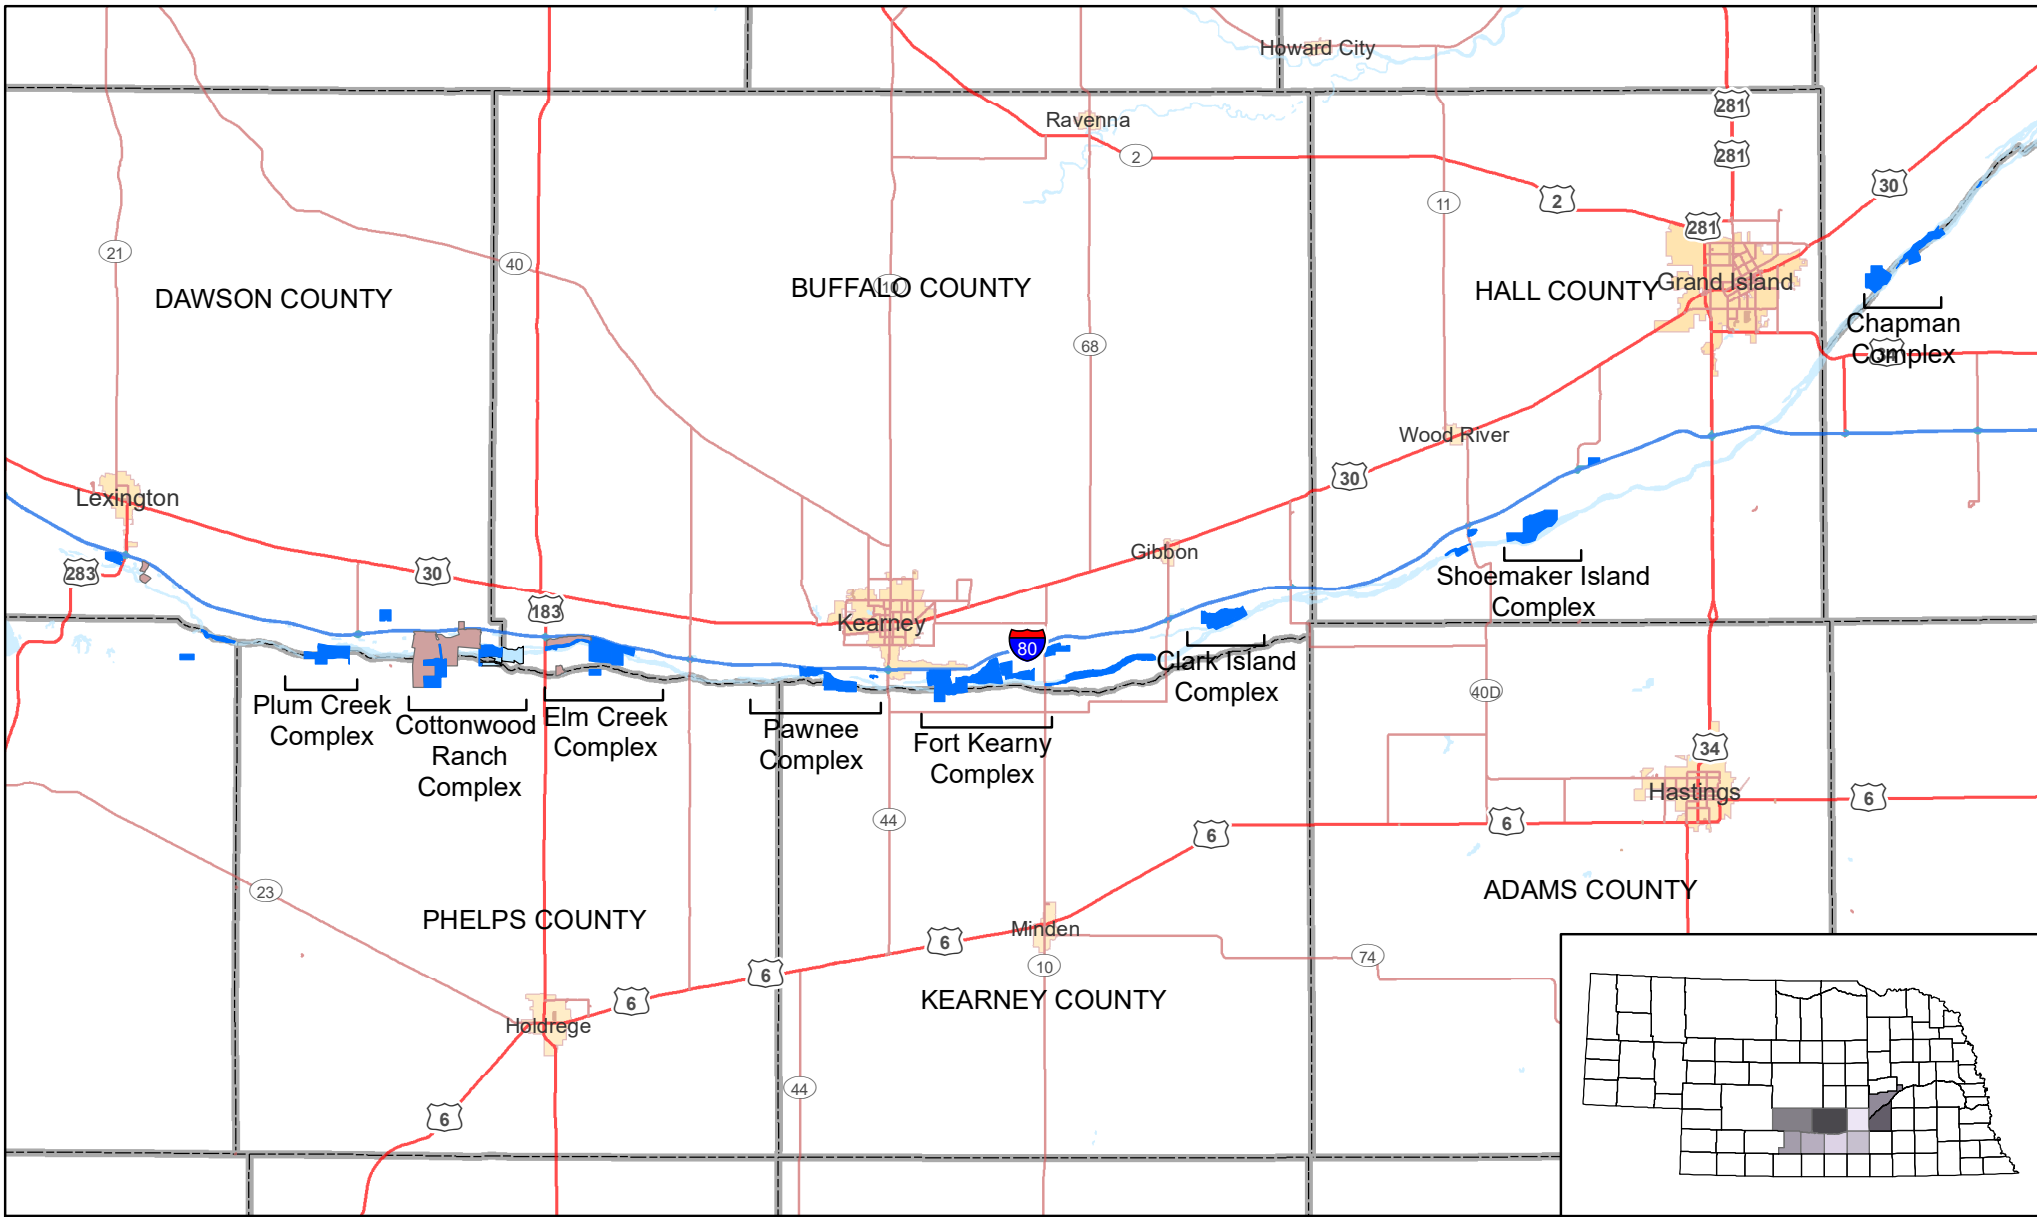 Howard City
281
Ravenna
2
281
30
2
11
281
21
40
BUFFALO COUNTY
10
HALL COUNTY
Grand Island
DAWSON COUNTY
Chapman
Complex
34
68
Wood River
30
Lexington
Gibbon
283
30
Shoemaker Island
Complex
183
Kearney
80
Clark Island
Complex
40D
Plum Creek
Complex
Cottonwood
Ranch
Complex
Elm Creek
Complex
Pawnee
Complex
Fort Kearny
Complex
34
Hastings
6
44
6
6
23
ADAMS COUNTY
PHELPS COUNTY
Minden
6
74
10
6
KEARNEY COUNTY
6
Holdrege
44
6